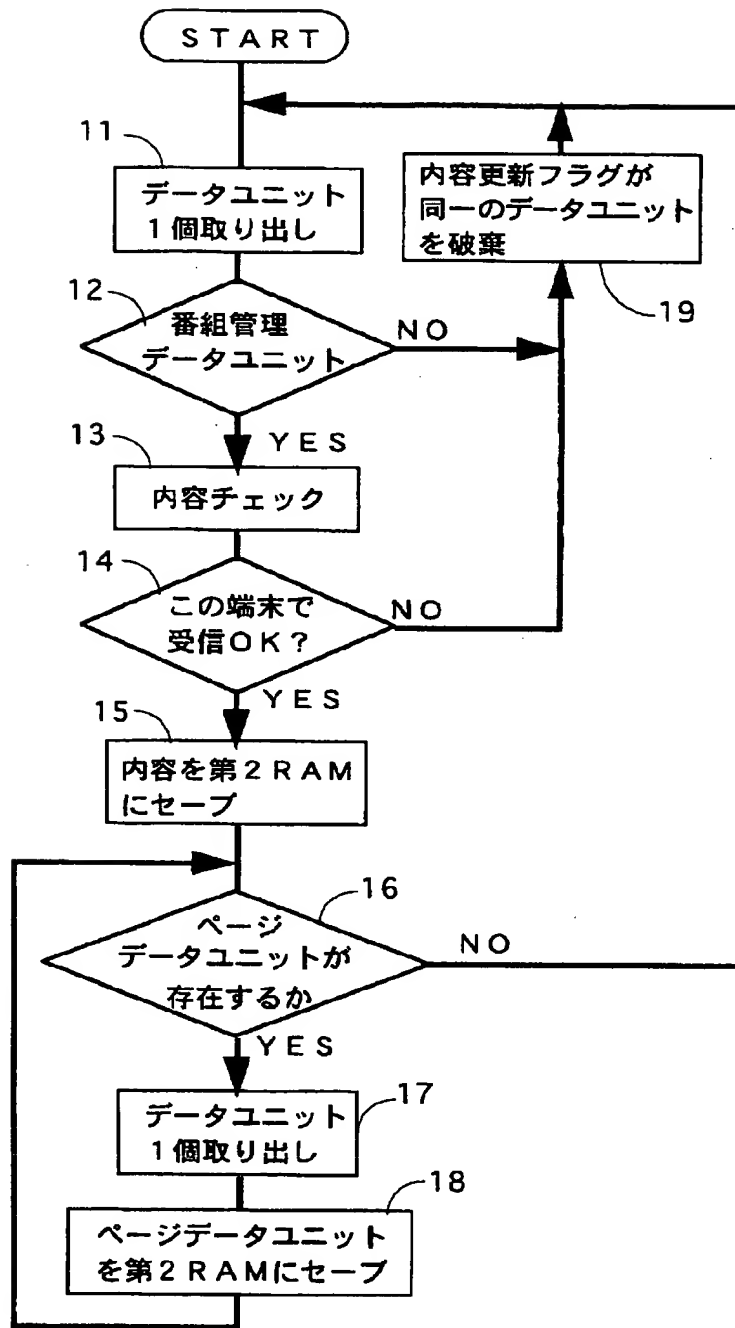 START
11
データユニット
1個取り出し
内容更新フラグが
同一のデータユニット
を破棄
19
12
番組管理
データユニット
NO
YES
13
内容チェック
14
この端末で
受信OK?
NO
YES
15
内容を第2RAM
にセーブ
16
ページ
データユニットが
存在するか
NO
YES
17
データユニット
1個取り出し
18
ページデータユニット
を第2RAMにセーブ